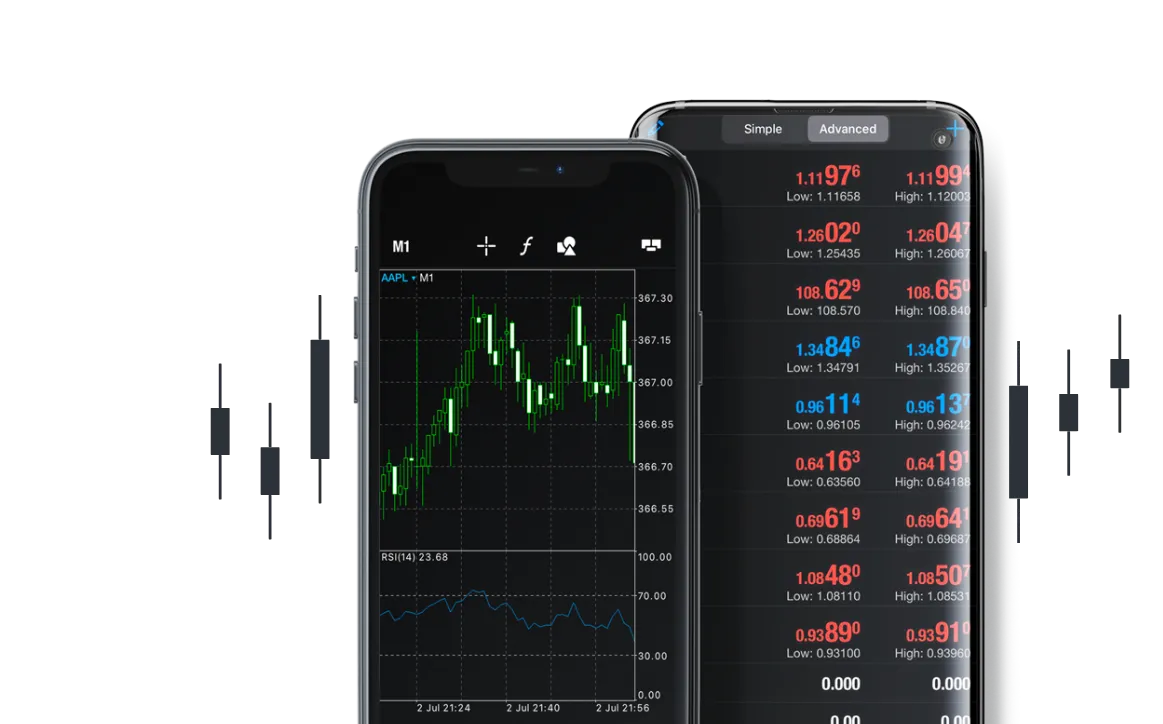 Simple Advanced
1.11976 1.11994
Low: 1.11658 High: 1.12003
1.26020 1.26047
Low: 1.25435 High: 1.26067
108.629 108.650
Low: 108.570 High: 108.840
1.34846 1.34870
Low: 1.34791 High: 1.35267
0.96114 0.96137
Low: 0.96105 High: 0.96242
0.64163 0.64191
Low: 0.63560 High: 0.64188
0.69619 0.69641
Low: 0.68864 High: 0.69687
1.08480 1.08507
Low: 1.08110 High: 1.08531
0.93890 0.93910
Low: 0.93100 High: 0.93960
0.000 0.000
0.00 0.00
M1 f
AAPL M1
367.30
367.15
367.00
366.85
366.70
366.55
RSI(14) 23.68 100.00
70.00
30.00
0.00
2 Jul 21:24 2 Jul 21:40 2 Jul 21:56